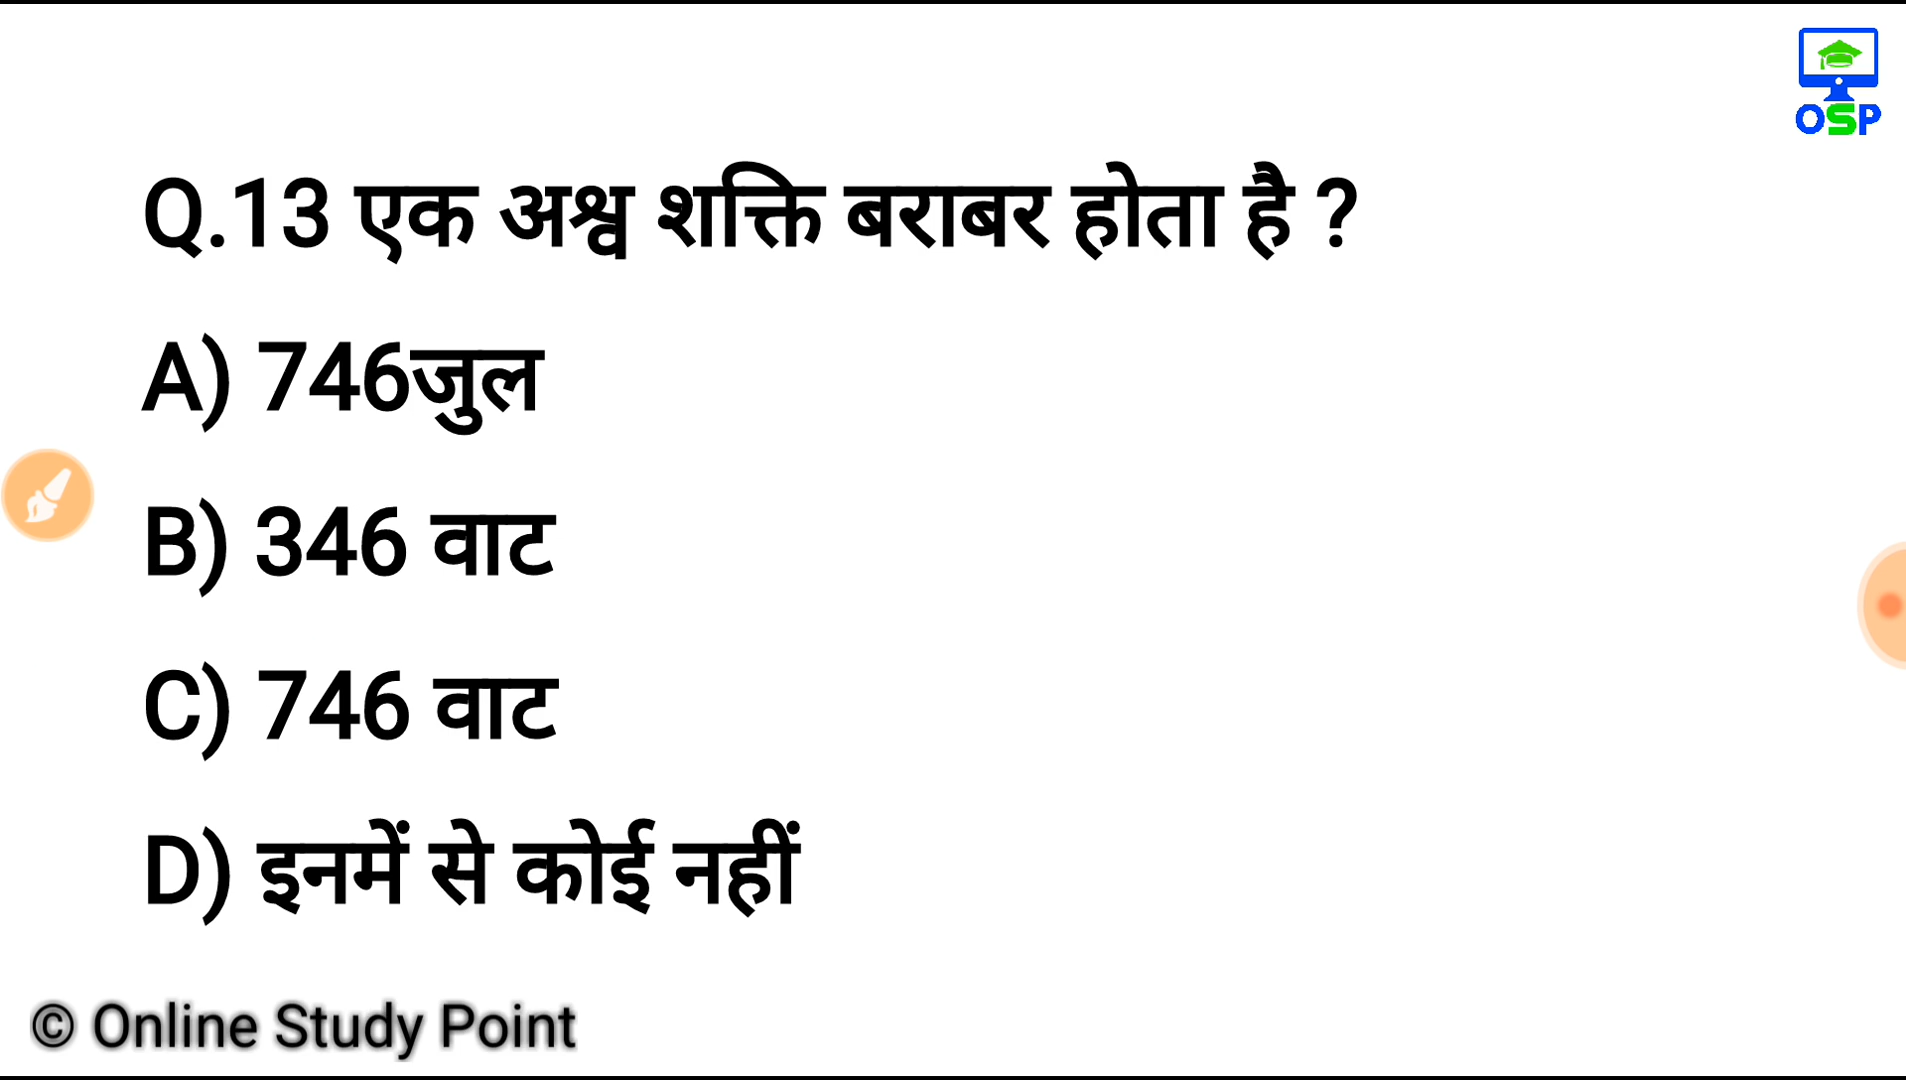 OSP
Q.13 एक अश्व शक्ति बराबर होता है ?
A) 746जुल
B) 346 वाट
C) 746 वाट
D) इनमें से कोई नहीं
© Online Study Point